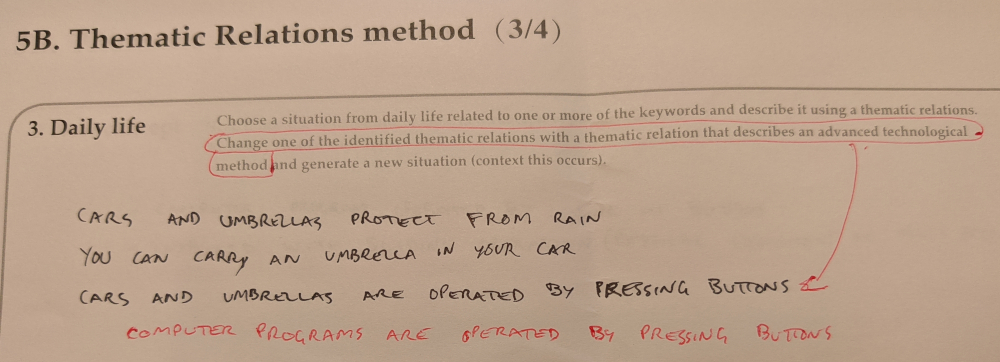 5B. Thematic Relations method (3/4)
3. Daily life
Choose a situation from daily life related to one or more of the keywords and describe it using a thematic relations.
Change one of the identified thematic relations with a thematic relation that describes an advanced technological
method and generate a new situation (context this occurs).
CARS AND UMBRELLAS PROTECT FROM RAIN
YOU CAN CARRY AN UMBRELLA IN YOUR CAR
CARS AND UMBRELLAS ARE OPERATED BY PRESSING BUTTONS
COMPUTER PROGRAMS ARE OPERATED BY PRESSING BUTTONS